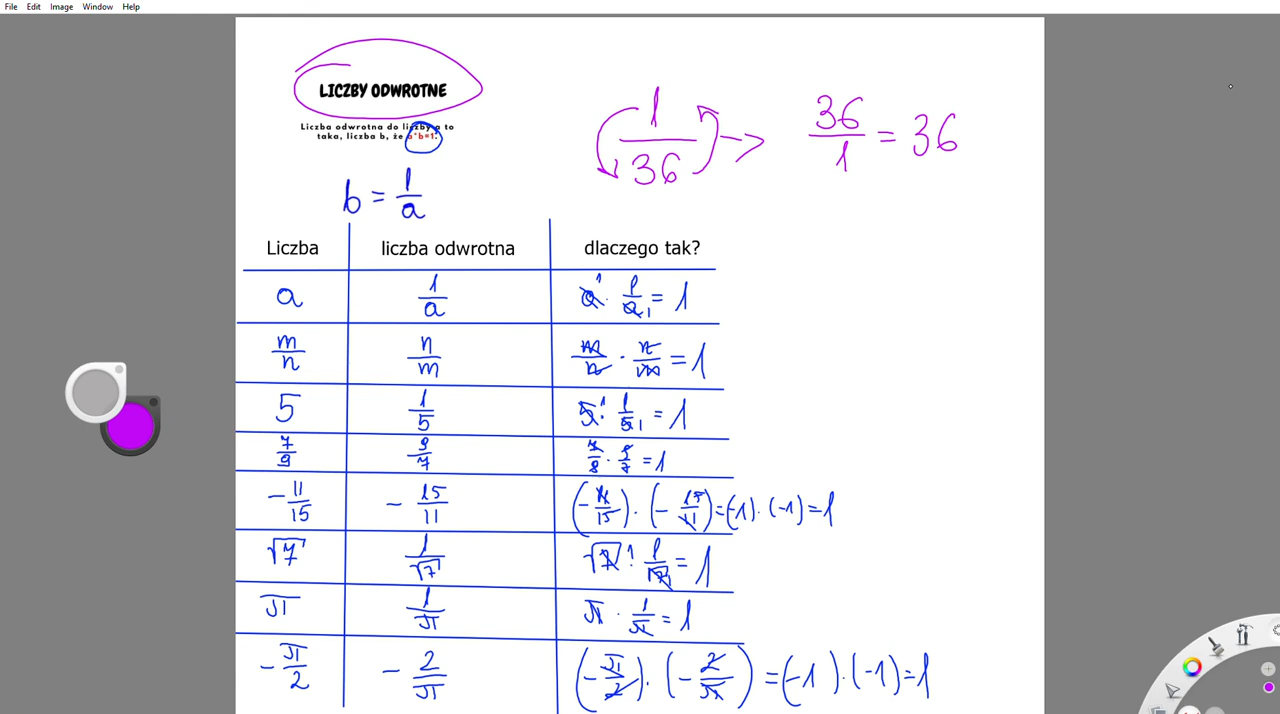 File Edit Image Window Help
LICZBY ODWROTNE
Liczba odwrotna do liczby a to
taka, liczba b, że a*b=1.
b = 1/a
1/36 -> 36/1 = 36
Liczba liczba odwrotna dlaczego tak?
a 1/a a · 1/a = 1
m/n n/m m/n · n/m = 1
5 1/5 5 · 1/5 = 1
7/9 9/7 7/9 · 9/7 = 1
-11/15 -15/11 (-11/15) · (-15/11) = (-1) · (-1) = 1
√7 1/√7 √7 · 1/√7 = 1
π 1/π π · 1/π = 1
-π/2 -2/π (-π/2) · (-2/π) = (-1) · (-1) = 1